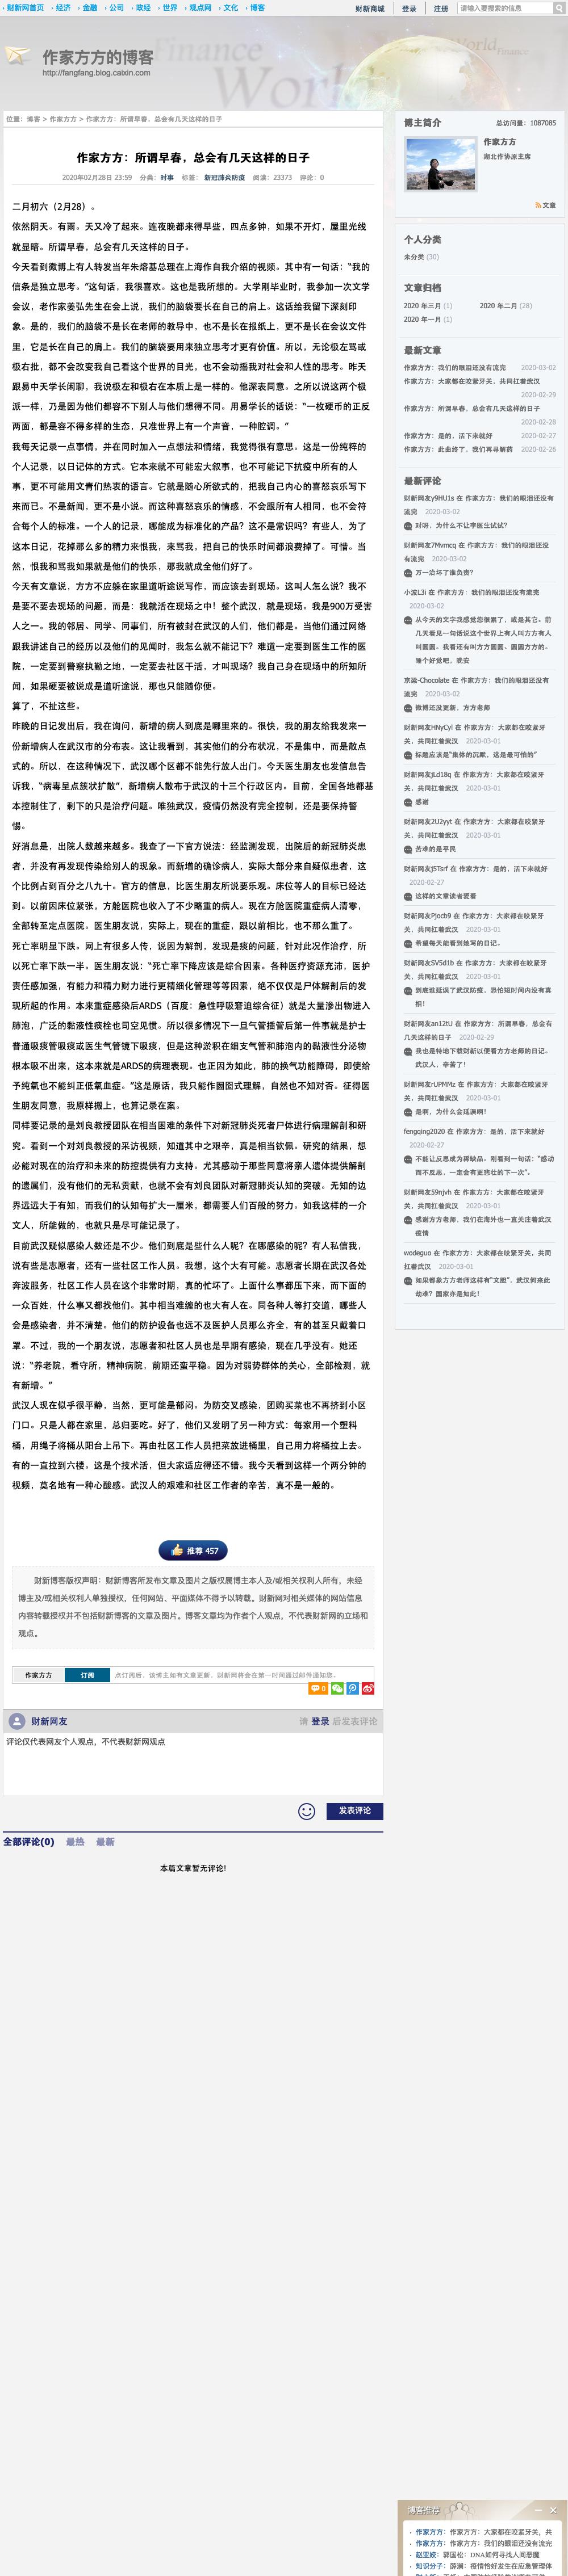 › 财新网首页 › 经济 › 金融 › 公司 › 政经 › 世界 › 观点网 › 文化 › 博客
财新商城 登录 注册 请输入要搜索的信息
作家方方的博客
http://fangfang.blog.caixin.com
位置：博客 > 作家方方 > 作家方方：所谓早春，总会有几天这样的日子
作家方方：所谓早春，总会有几天这样的日子
2020年02月28日 23:59 分类：时事 标签： 新冠肺炎防疫 阅读：23373 评论：0
二月初六（2月28）。
依然阴天。有雨。天又冷了起来。连夜晚都来得早些，四点多钟，如果不开灯，屋里光线
就显暗。所谓早春，总会有几天这样的日子。
今天看到微博上有人转发当年朱熔基总理在上海作自我介绍的视频。其中有一句话：“我的
信条是独立思考。”这句话，我很喜欢。这也是我所想的。大学刚毕业时，我参加一次文学
会议，老作家姜弘先生在会上说，我们的脑袋要长在自己的肩上。这话给我留下深刻印
象。是的，我们的脑袋不是长在老师的教导中，也不是长在报纸上，更不是长在会议文件
里，它是长在自己的肩上。我们的脑袋要用来独立思考才更有价值。所以，无论极左骂或
极右批，都不会改变我自己看这个世界的目光，也不会动摇我对社会和人性的思考。昨天
跟易中天学长闲聊，我说极左和极右在本质上是一样的。他深表同意。之所以说这两个极
派一样，乃是因为他们都容不下别人与他们想得不同。用易学长的话说：“一枚硬币的正反
两面，都是容不得多样的生态，只准世界上有一个声音，一种腔调。”
我每天记录一点事情，并在同时加入一点想法和情绪，我觉得很有意思。这是一份纯粹的
个人记录，以日记体的方式。它本来就不可能宏大叙事，也不可能记下抗疫中所有的人
事，更不可能用文青们热衷的语言。它就是随心所欲式的，把我自己内心的喜怒哀乐写下
来而已。不是新闻，更不是小说。而这种喜怒哀乐的情感，不会跟所有人相同，也不会符
合每个人的标准。一个人的记录，哪能成为标准化的产品？这不是常识吗？有些人，为了
这本日记，花掉那么多的精力来恨我，来骂我，把自己的快乐时间都浪费掉了。可惜。当
然，恨我和骂我如果就是他们的快乐，那我就成全他们好了。
今天有文章说，方方不应躲在家里道听途说写作，而应该去到现场。这叫人怎么说？我不
是要不要去现场的问题，而是：我就活在现场之中！整个武汉，就是现场。我是900万受害
人之一。我的邻居、同学、同事们，所有被封在武汉的人们，他们都是。当他们通过网络
跟我讲述自己的经历以及他们的见闻时，我怎么就不能记下？难道一定要到医生嘴下的医
院，一定要到警察执勤之地，一定要去社区干活，才叫现场？我自己身在现场中的所知所
闻，如果硬要被说成是道听途说，那也只能随你便。
算了，不扯这些。
昨晚的日记发出后，我在询问，新增的病人到底是哪里来的。很快，我的朋友给我发来一
份新增病人在武汉市的分布表。这让我看到，其实他们的分布状况，不是集中，而是散点
式的。所以，在这种情况下，武汉哪个区都不能先行放人出门。今天医生朋友也发信息告
诉我，“病毒呈点簇状扩散”，新增病人散布于武汉的十三个行政区内。目前，全国各地都基
本控制住了，剩下的只是治疗问题。唯独武汉，疫情仍然没有完全控制，还是要保持警
惕。
好消息是，出院人数越来越多。我查了一下官方说法：经监测发现，出院后的新冠肺炎患
者，并没有再发现传染给别人的现象。而新增的确诊病人，实际大部分来自疑似患者，这
个比例占到百分之八九十。官方的信息，比医生朋友所说要乐观。床位等人的目标已经达
到。以前因床位紧张，方舱医院也收入了不少略重的病人。现在方舱医院重症病人清零，
全部转至定点医院。医生朋友说，实际上，现在的重症，跟以前相比，也不那么重了。
死亡率明显下跌。网上有很多人传，说因为解剖，发现是痰的问题，针对此况作治疗，所
以死亡率下跌一半。医生朋友说：“死亡率下降应该是综合因素。各种医疗资源充沛，医护
责任感加强，有能力和精力财力进行更精细化管理等等因素，绝不仅仅是尸体解剖后的发
现所起的作用。本来重症感染后ARDS（百度：急性呼吸窘迫综合征）就是大量渗出物进入
肺泡，广泛的黏液性痰栓也司空见惯。所以很多情况下一旦气管插管后第一件事就是护士
普通吸痰管吸痰或医生气管镜下吸痰，但是这种淤积在细支气管和肺泡内的黏液性分泌物
根本吸不出来，这本来就是ARDS的病理表现。也正因为如此，肺的换气功能障碍，即使给
予纯氧也不能纠正低氧血症。”这是原话，我只能作囫囵式理解，自然也不知对否。征得医
生朋友同意，我原样搬上，也算记录在案。
同样要记录的是刘良教授团队在相当困难的条件下对新冠肺炎死者尸体进行病理解剖和研
究。看到一个对刘良教授的采访视频，知道其中之艰辛，真是相当钦佩。研究的结果，想
必能对现在的治疗和未来的防控提供有力支持。尤其感动于那些同意将亲人遗体提供解剖
的遗属们，没有他们的无私贡献，也就不会有刘良团队对新冠肺炎认知的突破。无知的边
界远远大于有知，而我们的认知每扩大一厘米，都需要人们百般的努力。如我这样的一介
文人，所能做的，也就只是尽可能记录了。
目前武汉疑似感染人数还是不少。他们到底是些什么人呢？在哪感染的呢？有人私信我，
说有些是志愿者，还有一些社区工作人员。我想，这个大有可能。志愿者长期在武汉各处
奔波服务，社区工作人员在这个非常时期，真的忙坏了。上面什么事都压下来，而下面的
一众百姓，什么事又都找他们。其中相当难缠的也大有人在。同各种人等打交道，哪些人
会是感染者，并不清楚。他们的防护设备也远不及医护人员那么齐全，有的甚至只戴着口
罩。不过，我的一个朋友说，志愿者和社区人员也是早期有感染，现在几乎没有。她还
说：“养老院，看守所，精神病院，前期还蛮平稳。因为对弱势群体的关心，全部检测，就
有新增。”
武汉人现在似乎很平静，当然，更可能是郁闷。为防交叉感染，团购买菜也不再挤到小区
门口。只是人都在家里，总归要吃。好了，他们又发明了另一种方式：每家用一个塑料
桶，用绳子将桶从阳台上吊下。再由社区工作人员把菜放进桶里，自己用力将桶拉上去。
有的一直拉到六楼。这是个技术活，但大家适应得还不错。我今天看到这样一个两分钟的
视频，莫名地有一种心酸感。武汉人的艰难和社区工作者的辛苦，真不是一般的。
推荐 457
财新博客版权声明：财新博客所发布文章及图片之版权属博主本人及/或相关权利人所有，未经
博主及/或相关权利人单独授权，任何网站、平面媒体不得予以转载。财新网对相关媒体的网站信息
内容转载授权并不包括财新博客的文章及图片。博客文章均为作者个人观点，不代表财新网的立场和
观点。
作家方方 订阅 点订阅后，该博主如有文章更新，财新网将会在第一时间通过邮件通知您。
0
财新网友 请 登录 后发表评论
评论仅代表网友个人观点，不代表财新网观点
发表评论
全部评论(0) 最热 最新
本篇文章暂无评论!
博主简介 总访问量：1087085
作家方方
湖北作协原主席
文章
个人分类
未分类 (30)
文章归档
2020 年三月 (1) 2020 年二月 (28)
2020 年一月 (1)
最新文章
作家方方：我们的眼泪还没有流完 2020-03-02
作家方方：大家都在咬紧牙关，共同扛着武汉
2020-02-29
作家方方：所谓早春，总会有几天这样的日子
2020-02-28
作家方方：是的，活下来就好 2020-02-27
作家方方：此曲终了，我们再寻解药 2020-02-26
最新评论
财新网友y9HU1s 在 作家方方：我们的眼泪还没有
流完 2020-03-02
对呀，为什么不让李医生试试？
财新网友7Mvmcq 在 作家方方：我们的眼泪还没
有流完 2020-03-02
万一治坏了谁负责？
小波L3i 在 作家方方：我们的眼泪还没有流完
2020-03-02
从今天的文字我感觉您很累了，或是其它。前
几天看见一句话说这个世界上有人叫方方有人
叫圆圆。我看还有叫方方圆圆、圆圆方方的。
睡个好觉吧，晚安
京梁-Chocolate 在 作家方方：我们的眼泪还没有
流完 2020-03-02
微博还没更新，方方老师
财新网友HNyCyl 在 作家方方：大家都在咬紧牙
关，共同扛着武汉 2020-03-01
标题应该是“集体的沉默，这是最可怕的”
财新网友jLd18q 在 作家方方：大家都在咬紧牙
关，共同扛着武汉 2020-03-01
感谢
财新网友2U2yyt 在 作家方方：大家都在咬紧牙
关，共同扛着武汉 2020-03-01
苦难的是平民
财新网友j5Tsrf 在 作家方方：是的，活下来就好
2020-02-27
这样的文章读者爱看
财新网友Pjocb9 在 作家方方：大家都在咬紧牙
关，共同扛着武汉 2020-03-01
希望每天能看到她写的日记。
财新网友SVSd1b 在 作家方方：大家都在咬紧牙
关，共同扛着武汉 2020-03-01
到底谁延误了武汉防疫，恐怕短时间内没有真
相！
财新网友an12tU 在 作家方方：所谓早春，总会有
几天这样的日子 2020-02-29
我也是特地下载财新以便看方方老师的日记。
武汉人，辛苦了！
财新网友rUPMMz 在 作家方方：大家都在咬紧牙
关，共同扛着武汉 2020-03-01
是啊，为什么会延误啊！
fengqing2020 在 作家方方：是的，活下来就好
2020-02-27
不能让反思成为稀缺品。刚看到一句话：“感动
而不反思，一定会有更悲壮的下一次”。
财新网友S9njvh 在 作家方方：大家都在咬紧牙
关，共同扛着武汉 2020-03-01
感谢方方老师，我们在海外也一直关注着武汉
疫情
wodeguo 在 作家方方：大家都在咬紧牙关，共同
扛着武汉 2020-03-01
如果都象方方老师这样有“文胆”，武汉何来此
劫难？国家亦是如此！
博客推荐
作家方方：作家方方：大家都在咬紧牙关，共
作家方方：作家方方：我们的眼泪还没有流完
赵亚姣：郭国松：DNA如何寻找人间恶魔
知识分子：薛澜：疫情恰好发生在应急管理体